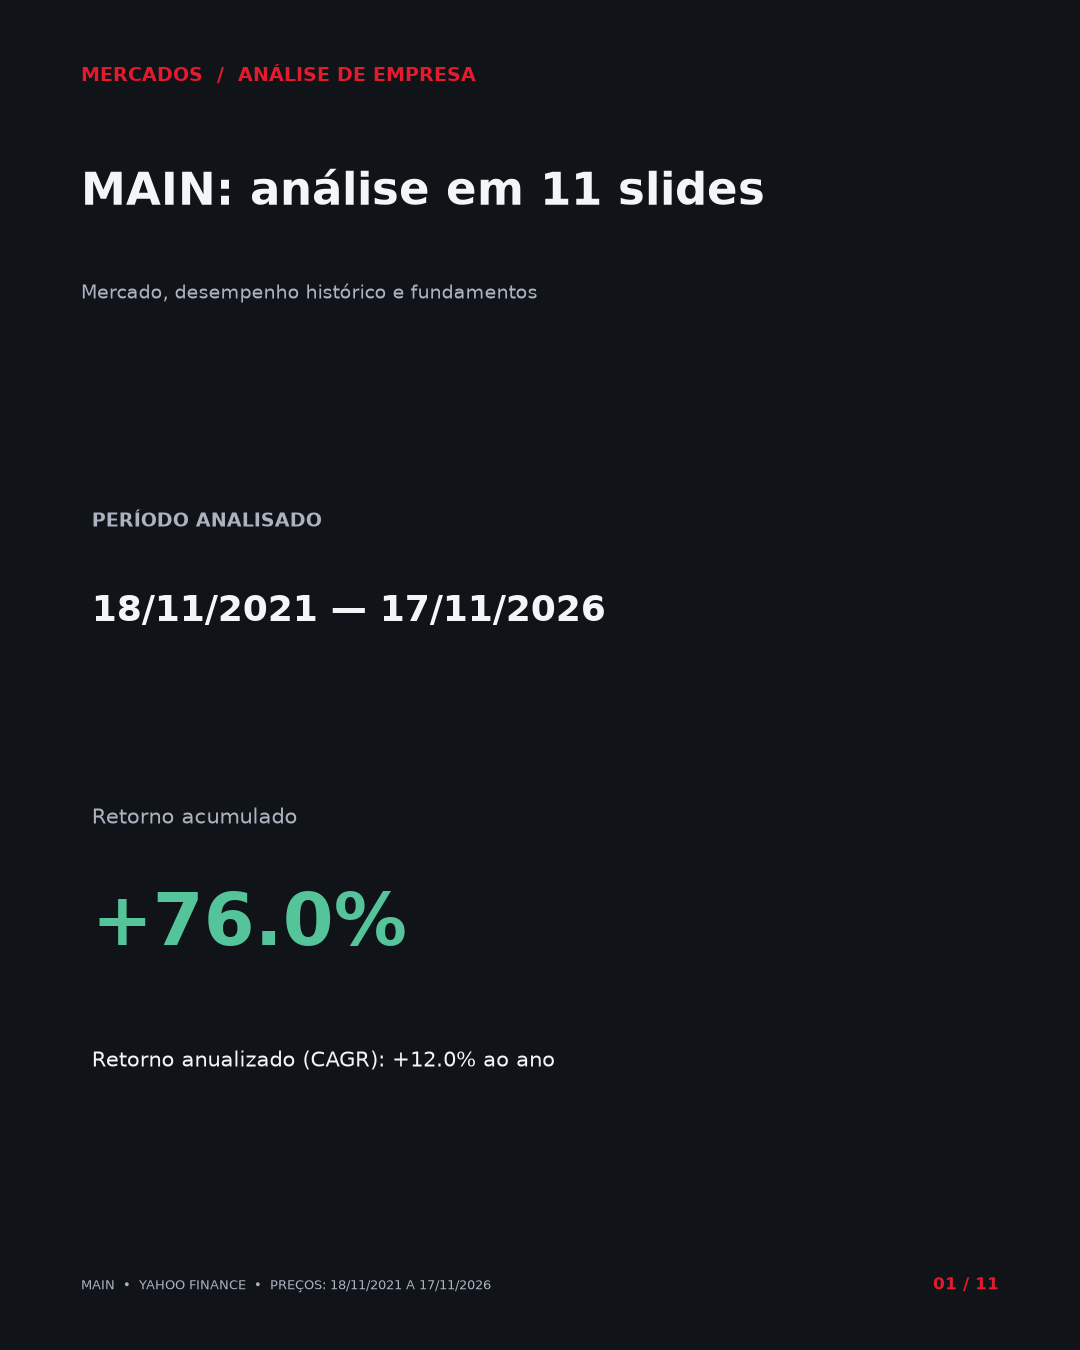 MERCADOS / ANÁLISE DE EMPRESA
MAIN: análise em 11 slides
Mercado, desempenho histórico e fundamentos
PERÍODO ANALISADO
18/11/2021 — 17/11/2026
Retorno acumulado
+76.0%
Retorno anualizado (CAGR): +12.0% ao ano
MAIN • YAHOO FINANCE • PREÇOS: 18/11/2021 A 17/11/2026
01 / 11